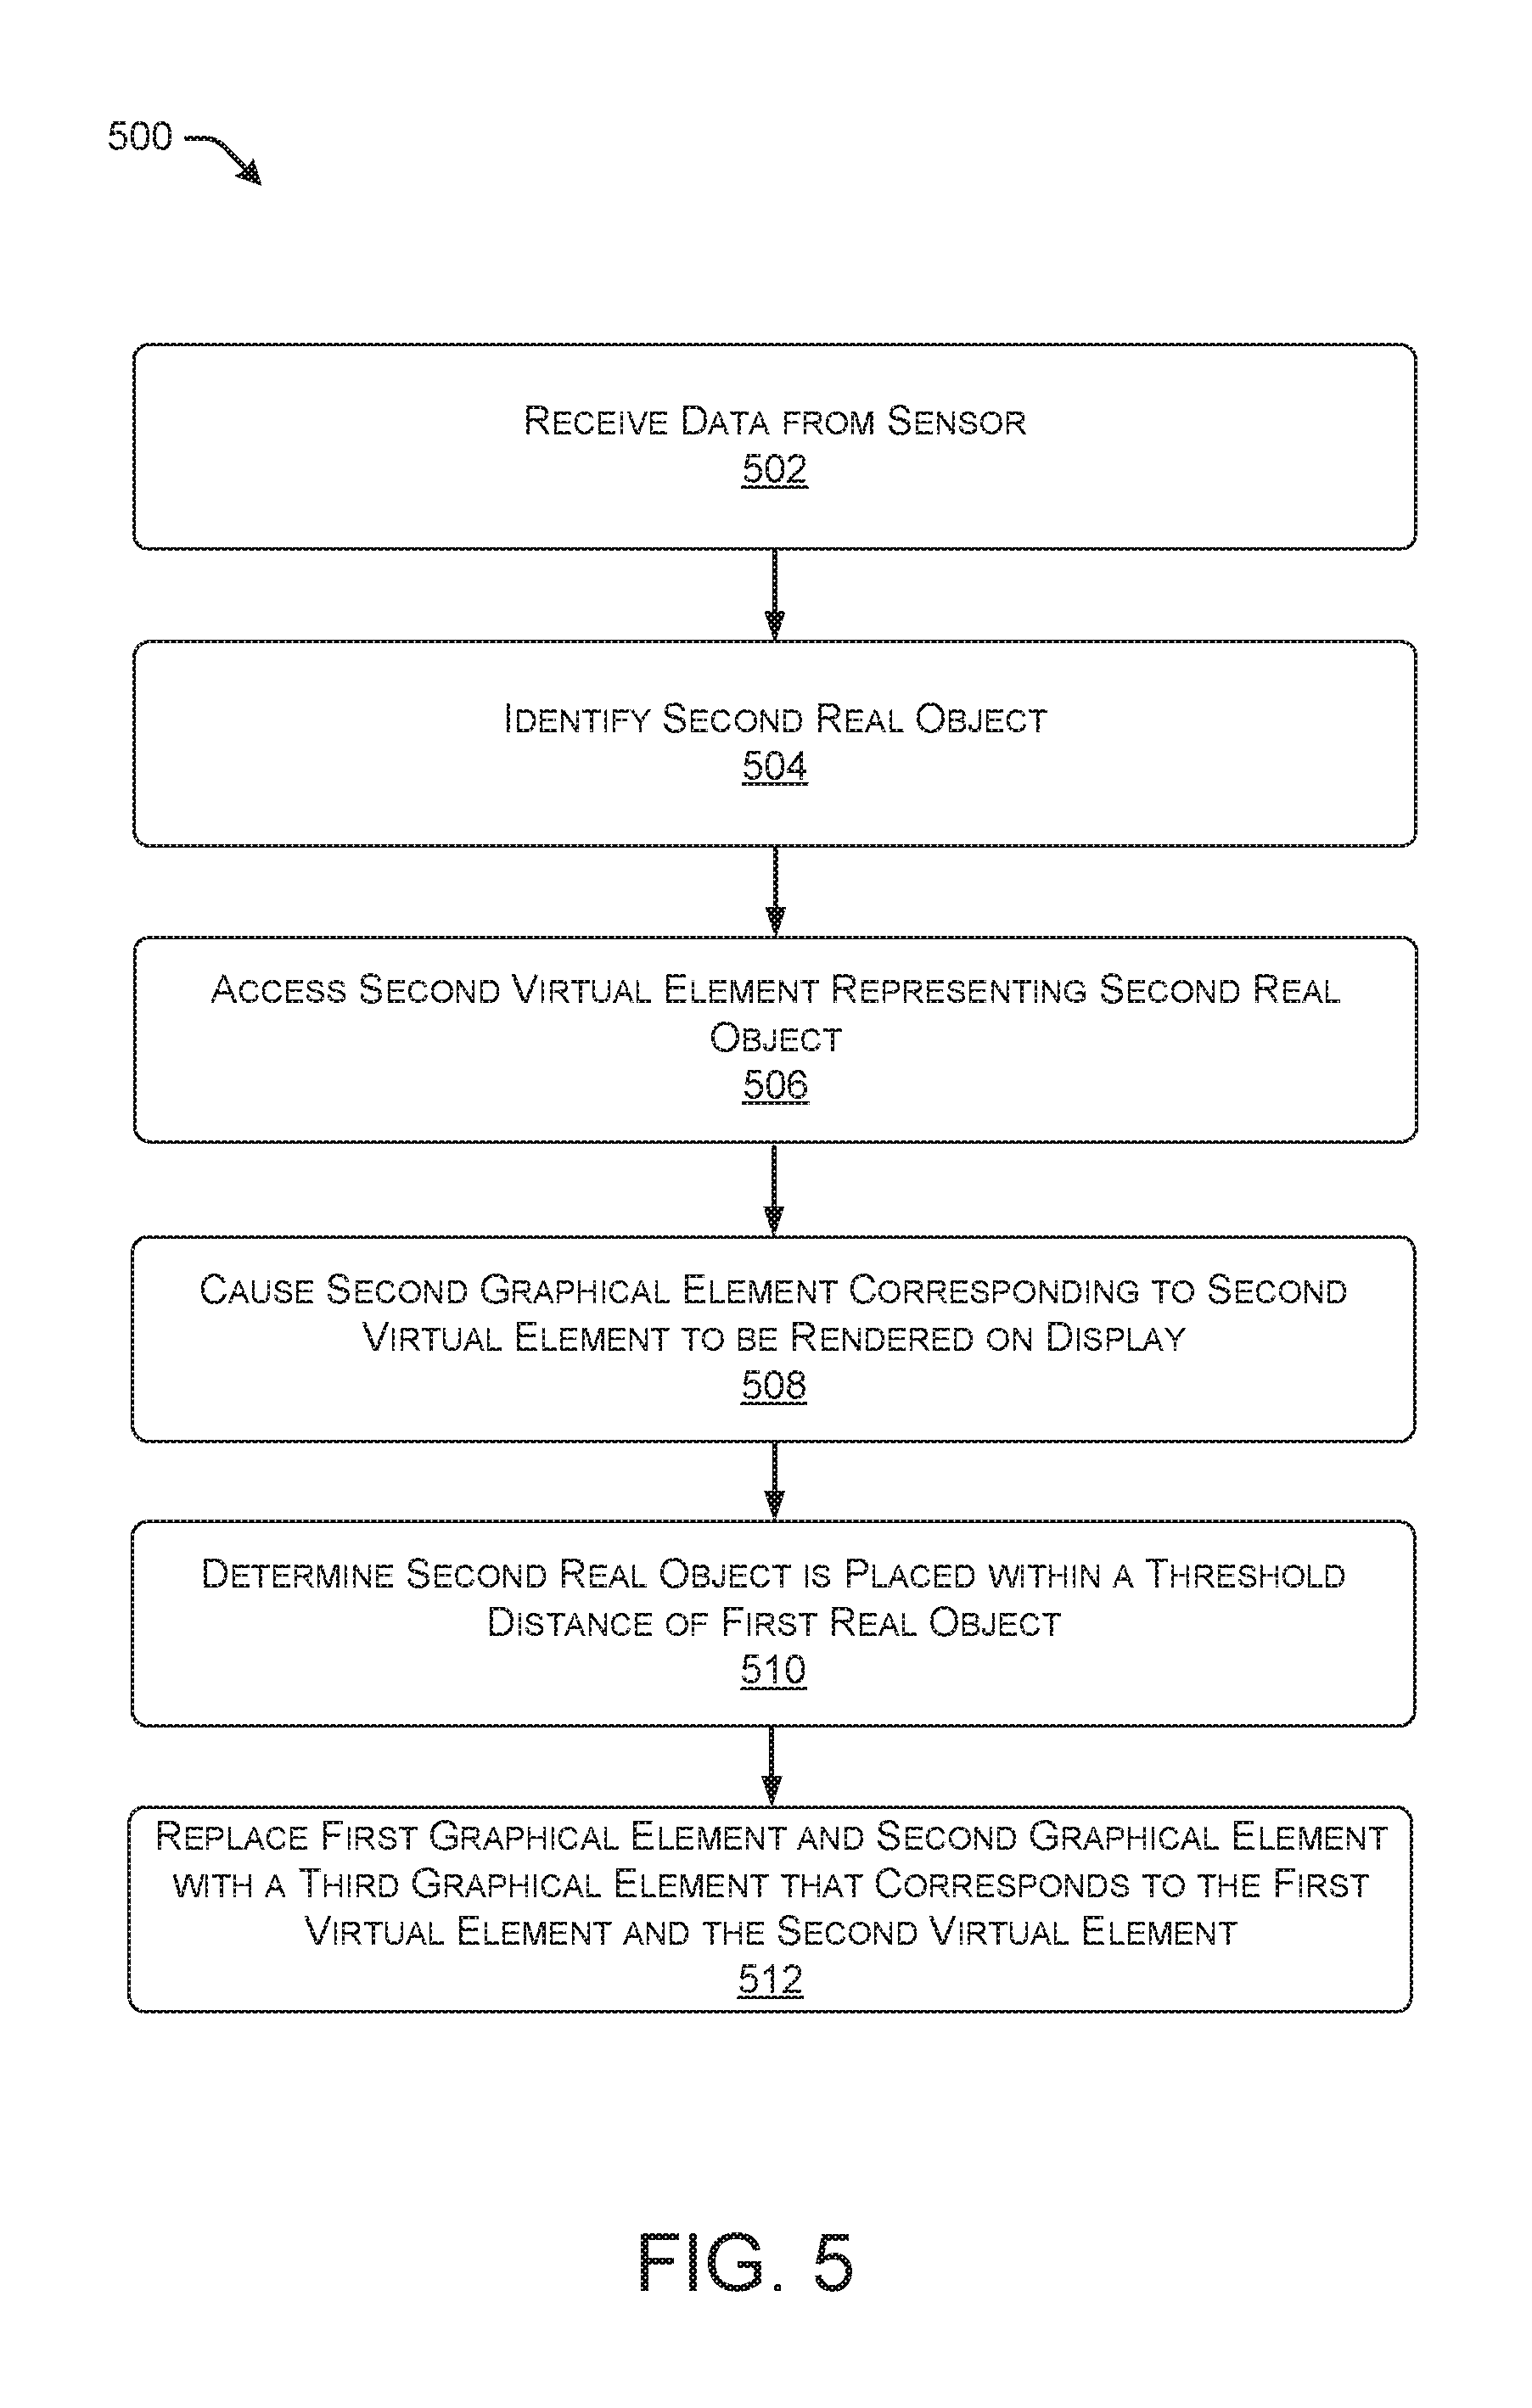 500
RECEIVE DATA FROM SENSOR
502
IDENTIFY SECOND REAL OBJECT
504
ACCESS SECOND VIRTUAL ELEMENT REPRESENTING SECOND REAL
OBJECT
506
CAUSE SECOND GRAPHICAL ELEMENT CORRESPONDING TO SECOND
VIRTUAL ELEMENT TO BE RENDERED ON DISPLAY
508
DETERMINE SECOND REAL OBJECT IS PLACED WITHIN A THRESHOLD
DISTANCE OF FIRST REAL OBJECT
510
REPLACE FIRST GRAPHICAL ELEMENT AND SECOND GRAPHICAL ELEMENT
WITH A THIRD GRAPHICAL ELEMENT THAT CORRESPONDS TO THE FIRST
VIRTUAL ELEMENT AND THE SECOND VIRTUAL ELEMENT
512
FIG. 5